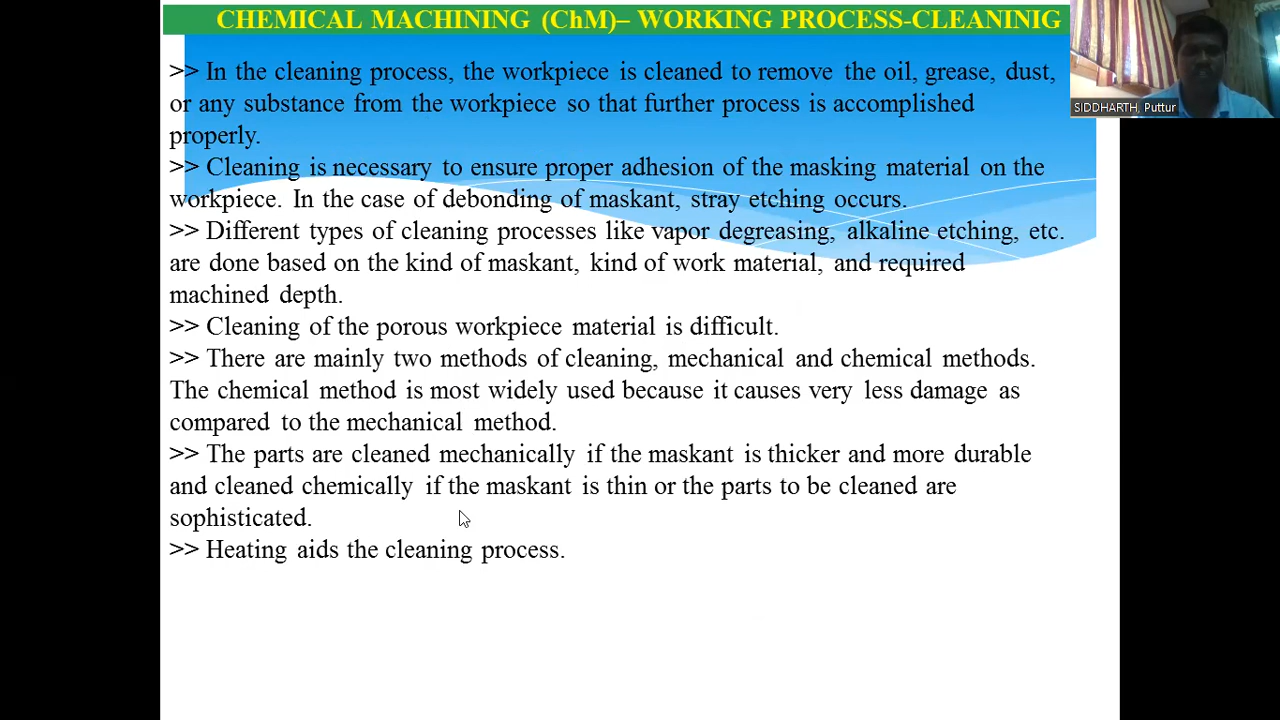 CHEMICAL MACHINING (ChM)– WORKING PROCESS-CLEANINIG
>> In the cleaning process, the workpiece is cleaned to remove the oil, grease, dust,
or any substance from the workpiece so that further process is accomplished
properly.
>> Cleaning is necessary to ensure proper adhesion of the masking material on the
workpiece. In the case of debonding of maskant, stray etching occurs.
>> Different types of cleaning processes like vapor degreasing, alkaline etching, etc.
are done based on the kind of maskant, kind of work material, and required
machined depth.
>> Cleaning of the porous workpiece material is difficult.
>> There are mainly two methods of cleaning, mechanical and chemical methods.
The chemical method is most widely used because it causes very less damage as
compared to the mechanical method.
>> The parts are cleaned mechanically if the maskant is thicker and more durable
and cleaned chemically if the maskant is thin or the parts to be cleaned are
sophisticated.
>> Heating aids the cleaning process.
SIDDHARTH, Puttur